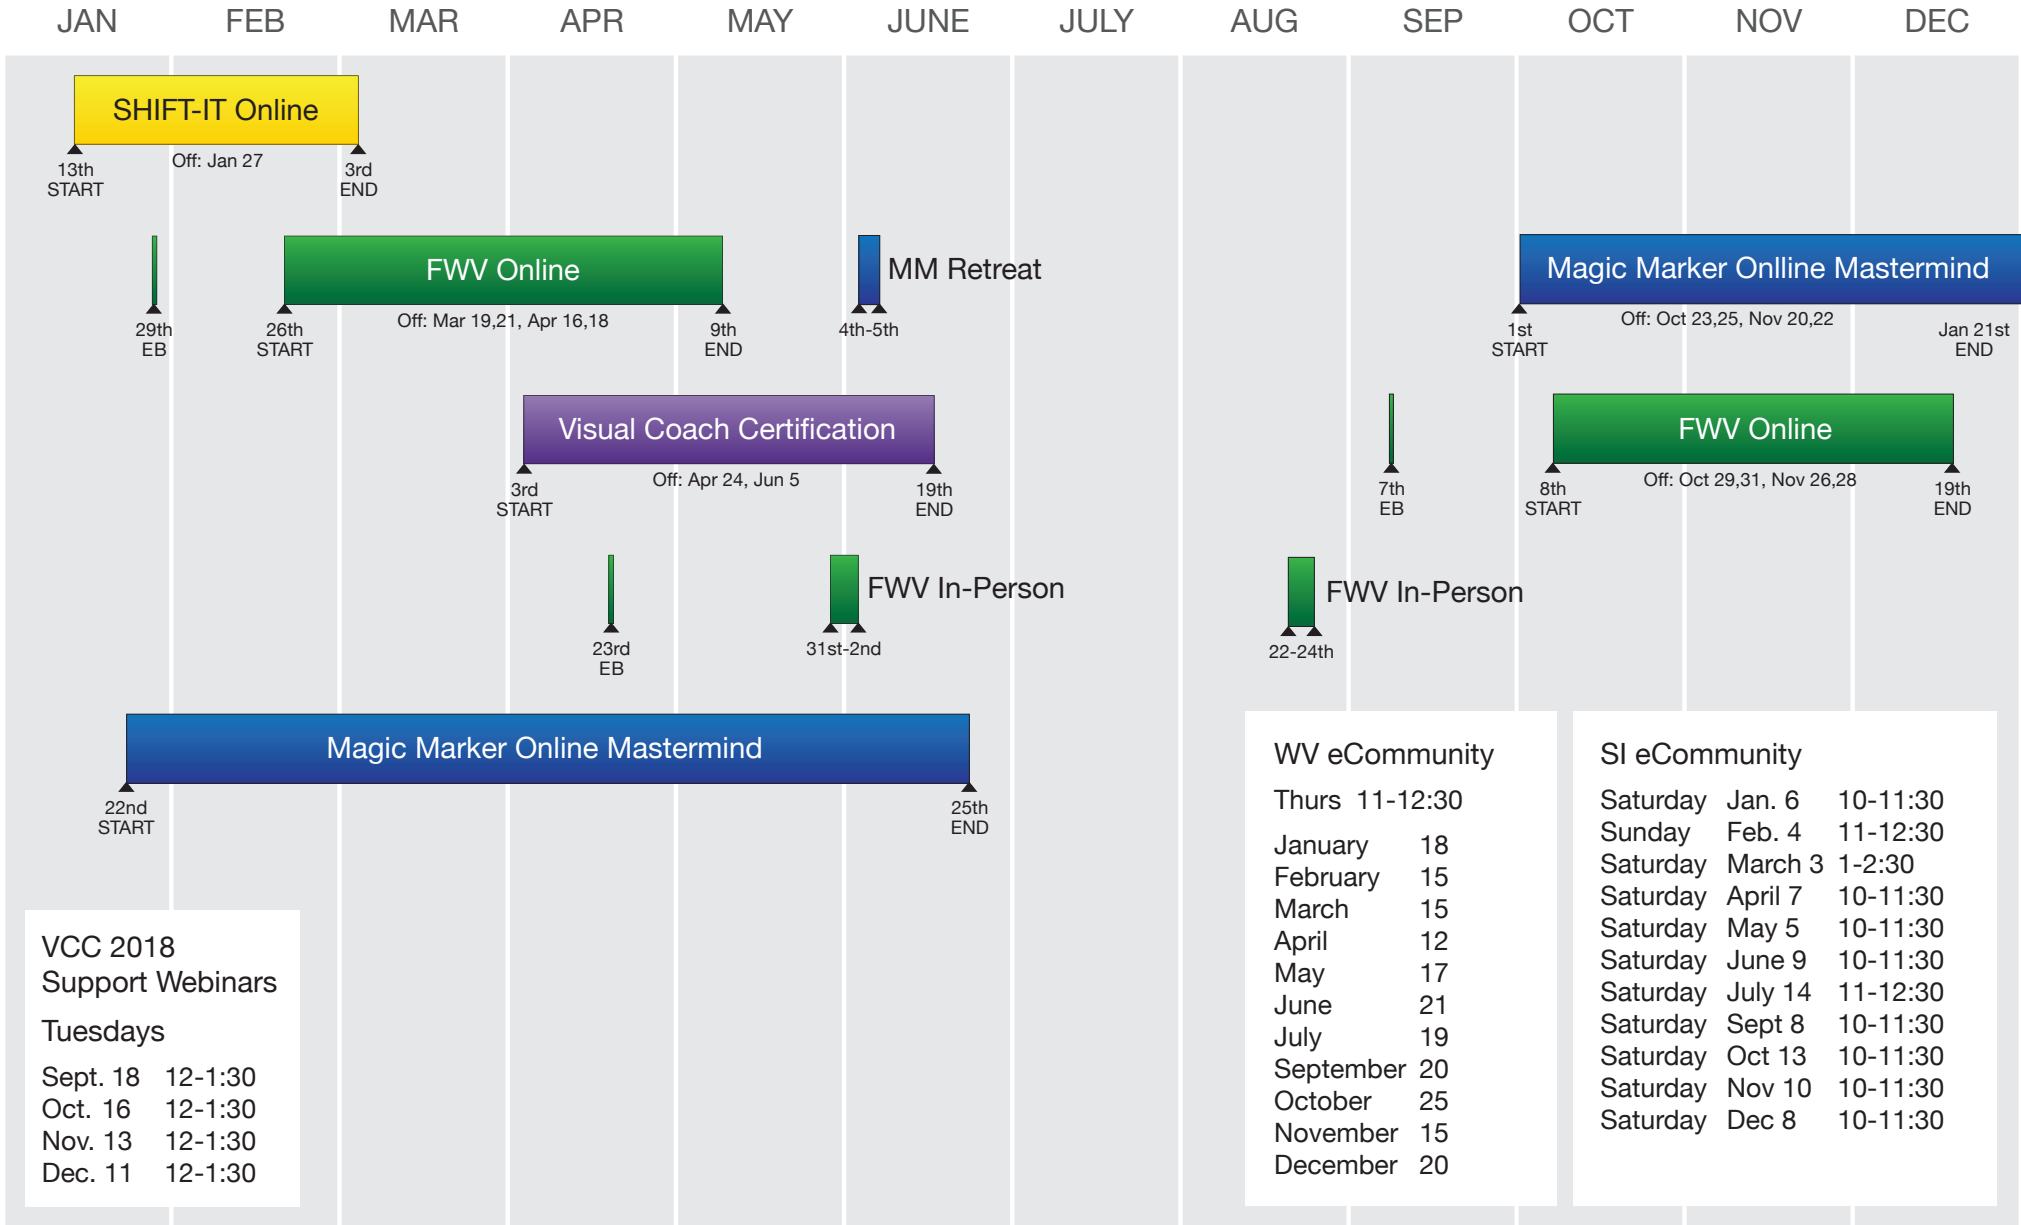 JAN FEB MAR APR MAY JUNE JULY AUG SEP OCT NOV DEC
SHIFT-IT Online
Off: Jan 27
13th
START
3rd
END
29th
EB
FWV Online
Off: Mar 19,21, Apr 16,18
26th
START
9th
END
MM Retreat
4th-5th
Magic Marker Onlline Mastermind
Off: Oct 23,25, Nov 20,22
1st
START
Jan 21st
END
Visual Coach Certification
Off: Apr 24, Jun 5
3rd
START
19th
END
7th
EB
FWV Online
Off: Oct 29,31, Nov 26,28
8th
START
19th
END
23rd
EB
FWV In-Person
31st-2nd
FWV In-Person
22-24th
Magic Marker Online Mastermind
22nd
START
25th
END
VCC 2018
Support Webinars
Tuesdays
Sept. 18 12-1:30
Oct. 16 12-1:30
Nov. 13 12-1:30
Dec. 11 12-1:30
WV eCommunity
Thurs 11-12:30
January 18
February 15
March 15
April 12
May 17
June 21
July 19
September 20
October 25
November 15
December 20
SI eCommunity
Saturday Jan. 6 10-11:30
Sunday Feb. 4 11-12:30
Saturday March 3 1-2:30
Saturday April 7 10-11:30
Saturday May 5 10-11:30
Saturday June 9 10-11:30
Saturday July 14 11-12:30
Saturday Sept 8 10-11:30
Saturday Oct 13 10-11:30
Saturday Nov 10 10-11:30
Saturday Dec 8 10-11:30